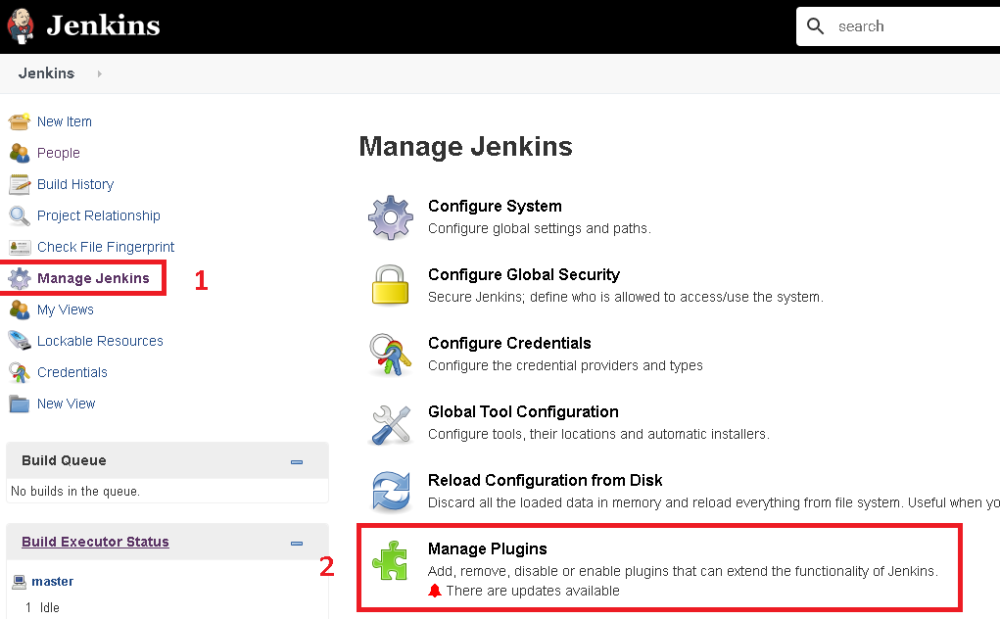 Jenkins
search
Jenkins
New Item
People
Build History
Project Relationship
Check File Fingerprint
Manage Jenkins
1
My Views
Lockable Resources
Credentials
New View
Build Queue
No builds in the queue.
Build Executor Status
master
1 Idle
Manage Jenkins
Configure System
Configure global settings and paths.
Configure Global Security
Secure Jenkins; define who is allowed to access/use the system.
Configure Credentials
Configure the credential providers and types
Global Tool Configuration
Configure tools, their locations and automatic installers.
Reload Configuration from Disk
Discard all the loaded data in memory and reload everything from file system. Useful when yo
2
Manage Plugins
Add, remove, disable or enable plugins that can extend the functionality of Jenkins.
There are updates available